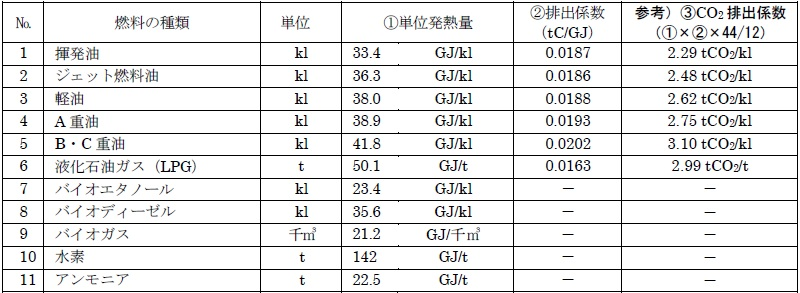 № 燃料の種類 単位 ①単位発熱量 ②排出係数 (tC/GJ) 参考）③CO2 排出係数 (①×②×44/12)
1 揮発油 kl 33.4 GJ/kl 0.0187 2.29 tCO2/kl
2 ジェット燃料油 kl 36.3 GJ/kl 0.0186 2.48 tCO2/kl
3 軽油 kl 38.0 GJ/kl 0.0188 2.62 tCO2/kl
4 A 重油 kl 38.9 GJ/kl 0.0193 2.75 tCO2/kl
5 B・C 重油 kl 41.8 GJ/kl 0.0202 3.10 tCO2/kl
6 液化石油ガス（LPG） t 50.1 GJ/t 0.0163 2.99 tCO2/t
7 バイオエタノール kl 23.4 GJ/kl － －
8 バイオディーゼル kl 35.6 GJ/kl － －
9 バイオガス 千㎥ 21.2 GJ/千㎥ － －
10 水素 t 142 GJ/t － －
11 アンモニア t 22.5 GJ/t － －